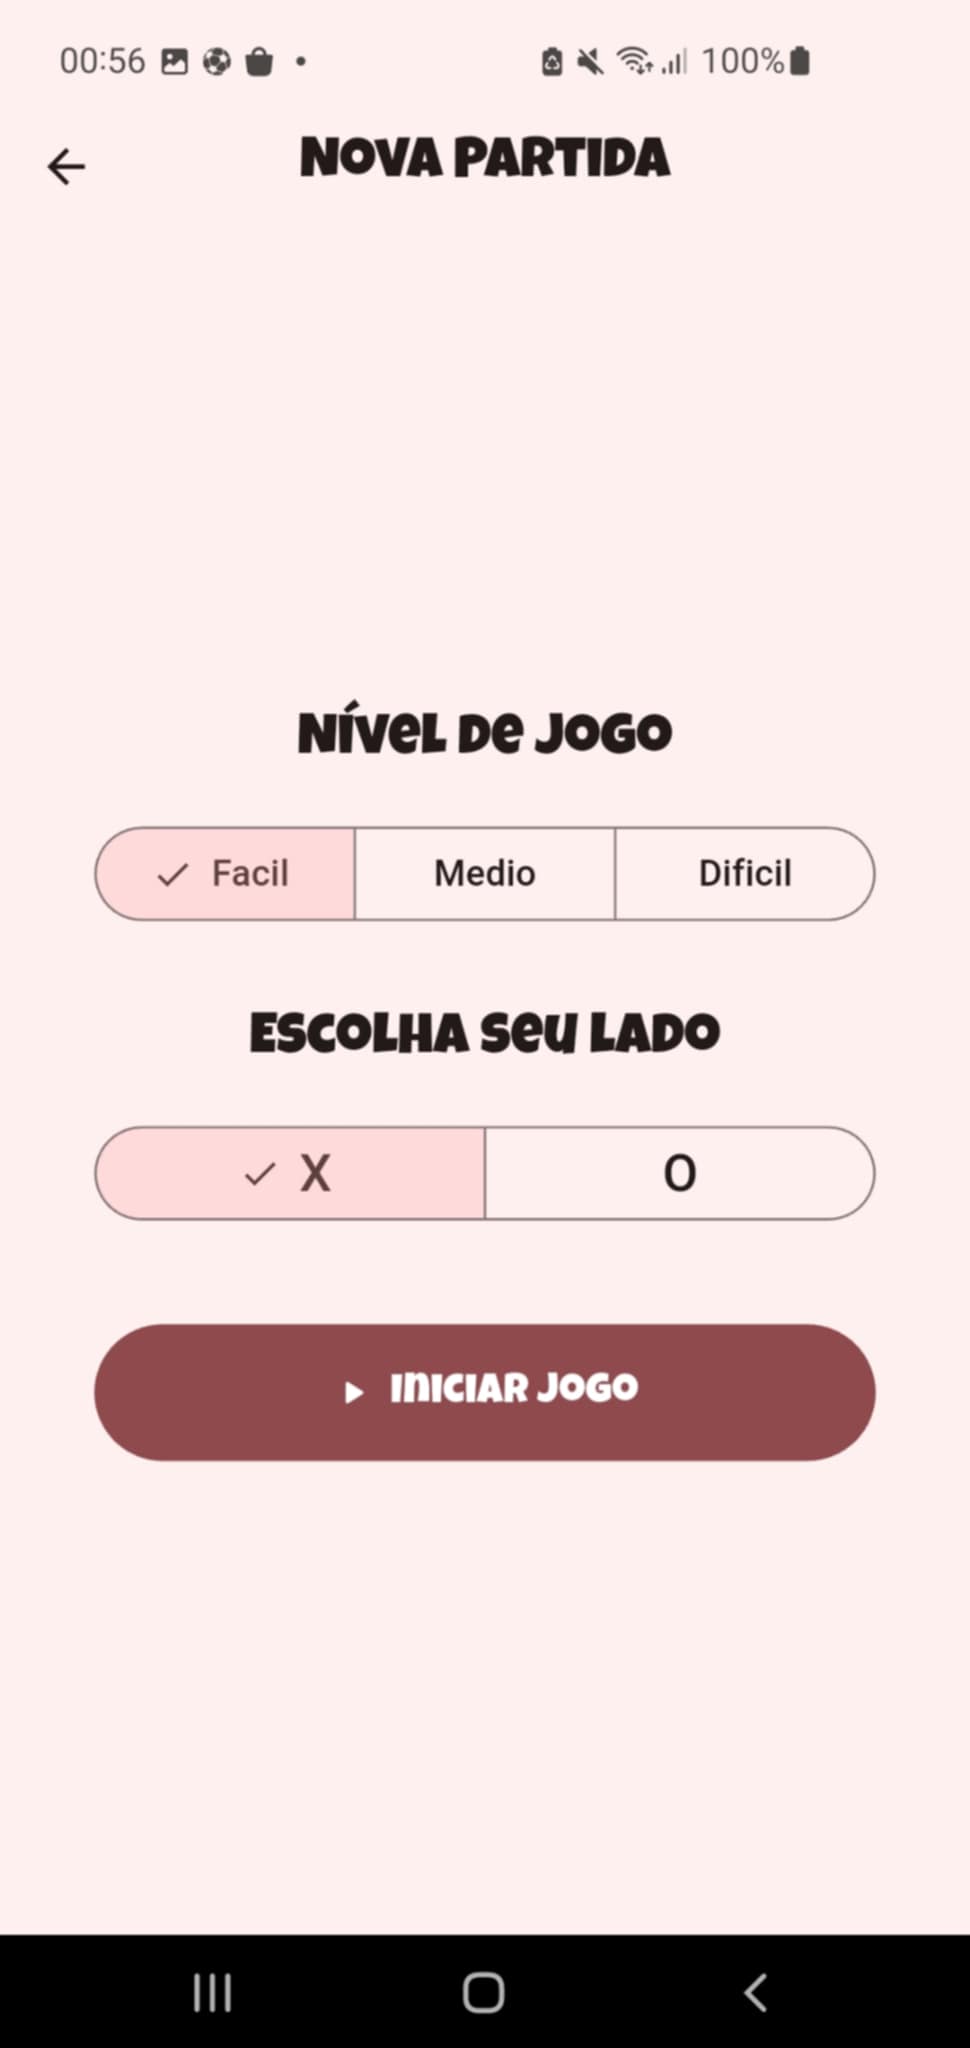 00:56 100%
NOVA PARTIDA
Nível de Jogo
Facil Medio Dificil
Escolha seu lado
X O
Iniciar Jogo